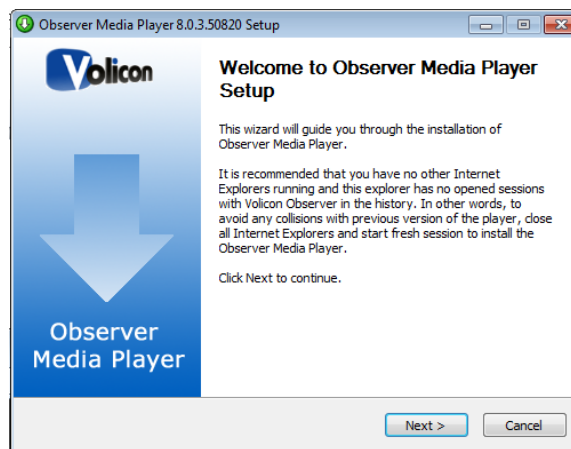 Observer Media Player 8.0.3.50820 Setup
Volicon
Welcome to Observer Media Player
Setup
This wizard will guide you through the installation of
Observer Media Player.
It is recommended that you have no other Internet
Explorers running and this explorer has no opened sessions
with Volicon Observer in the history. In other words, to
avoid any collisions with previous version of the player, close
all Internet Explorers and start fresh session to install the
Observer Media Player.
Click Next to continue.
Observer
Media Player
Next >
Cancel